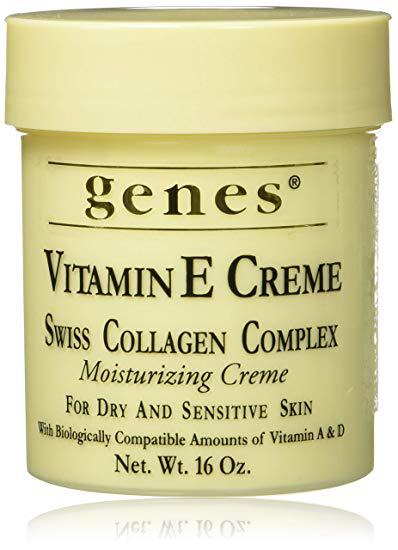 genes®
VITAMIN E CREME
SWISS COLLAGEN COMPLEX
Moisturizing Creme
FOR DRY AND SENSITIVE SKIN
With Biologically Compatible Amounts of Vitamin A & D
Net. Wt. 16 Oz.